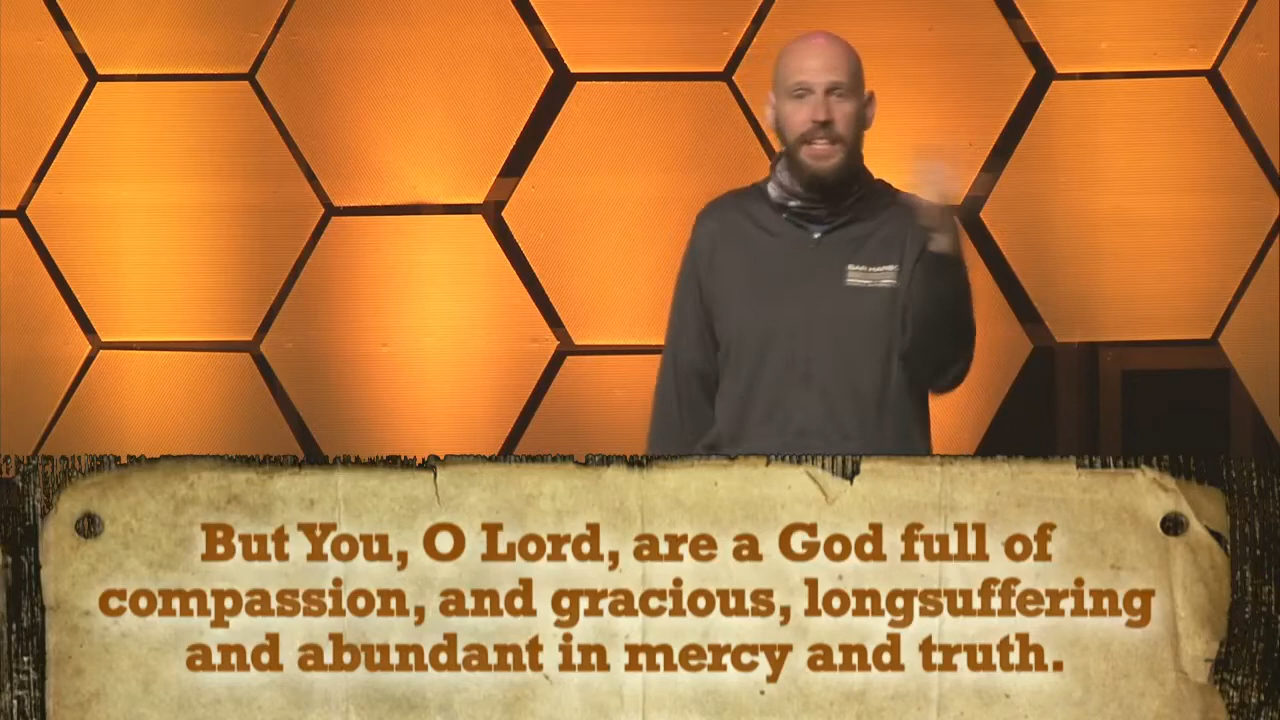 But You, O Lord, are a God full of
compassion, and gracious, longsuffering
and abundant in mercy and truth.